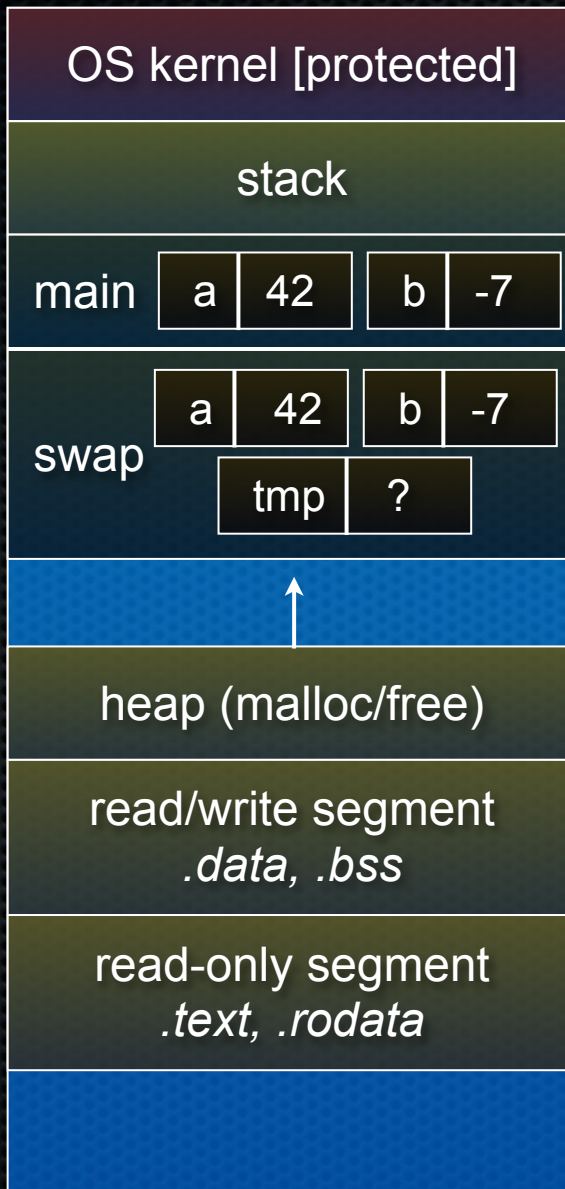 OS kernel [protected]
stack
main a 42 b -7
a 42 b -7
swap
tmp ?
heap (malloc/free)
read/write segment
.data, .bss
read-only segment
.text, .rodata